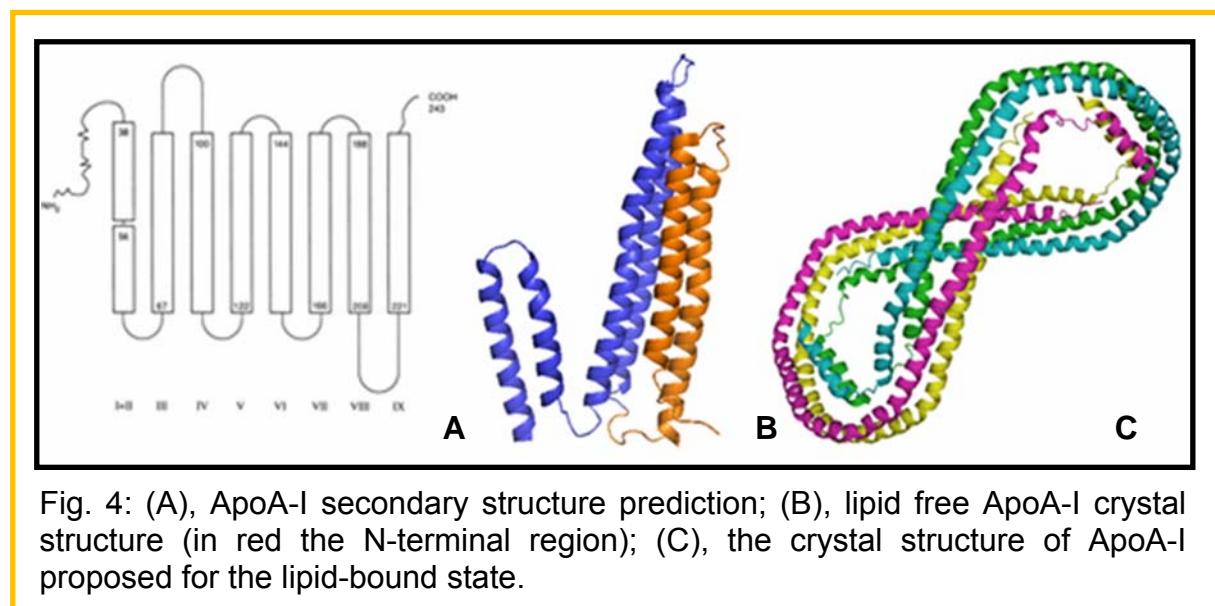 COOH
243
38
100
144
188
NH2
56
67
122
166
209
221
I+II III IV V VI VII VIII IX
A B C
Fig. 4: (A), ApoA-I secondary structure prediction; (B), lipid free ApoA-I crystal
structure (in red the N-terminal region); (C), the crystal structure of ApoA-I
proposed for the lipid-bound state.